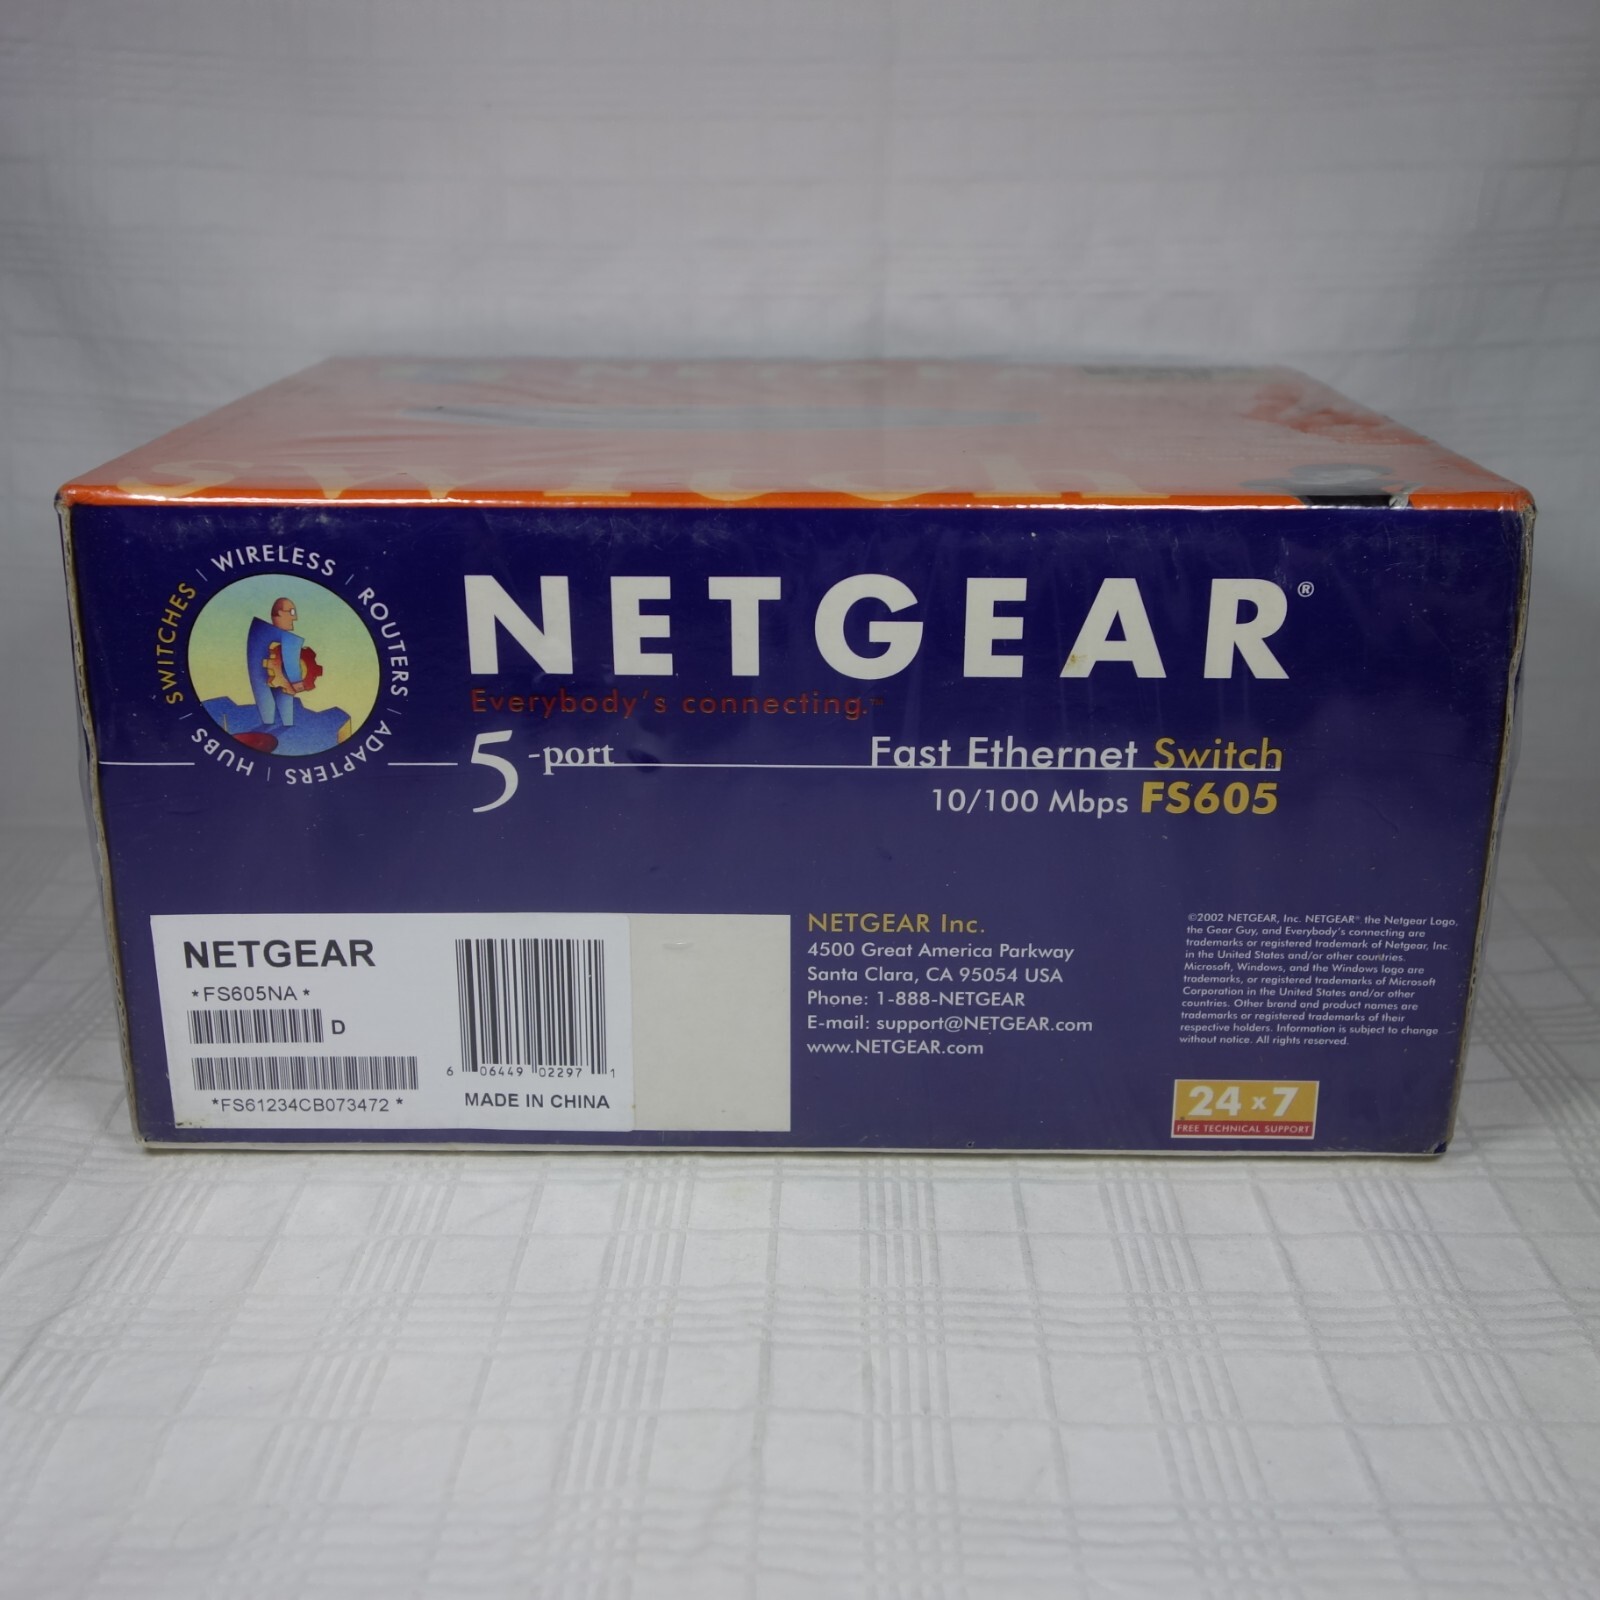 switch
SWITCHES | WIRELESS | ROUTERS | ADAPTERS | HUBS |
NETGEAR®
Everybody's connecting.™
5-port
Fast Ethernet Switch
10/100 Mbps FS605
NETGEAR
*FS605NA*
D
*FS61234CB073472*
6 06449 02297 1
MADE IN CHINA
NETGEAR Inc.
4500 Great America Parkway
Santa Clara, CA 95054 USA
Phone: 1-888-NETGEAR
E-mail: support@NETGEAR.com
www.NETGEAR.com
©2002 NETGEAR, Inc. NETGEAR® the Netgear Logo,
the Gear Guy, and Everybody's connecting are
trademarks or registered trademark of Netgear, Inc.
in the United States and/or other countries.
Microsoft, Windows, and the Windows logo are
trademarks, or registered trademarks of Microsoft
Corporation in the United States and/or other
countries. Other brand and product names are
trademarks or registered trademarks of their
respective holders. Information is subject to change
without notice. All rights reserved.
24 x 7
FREE TECHNICAL SUPPORT